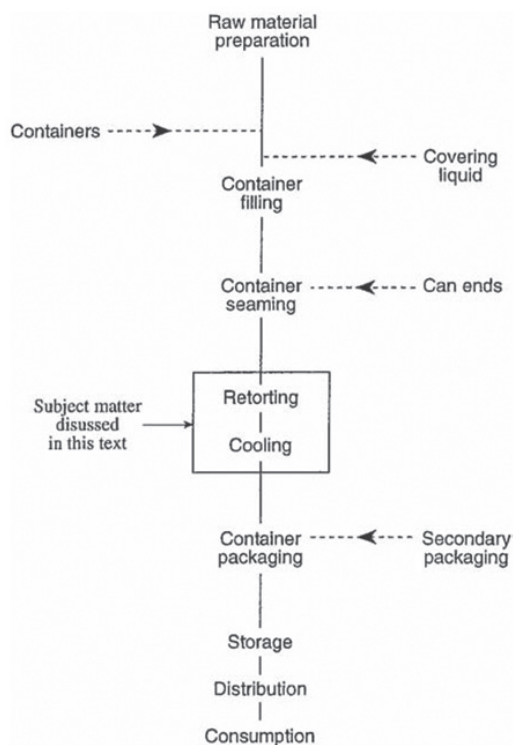 Raw material
preparation
Containers
Covering
liquid
Container
filling
Container
seaming
Can ends
Retorting
Subject matter
disussed
in this text
Cooling
Container
packaging
Secondary
packaging
Storage
Distribution
Consumption